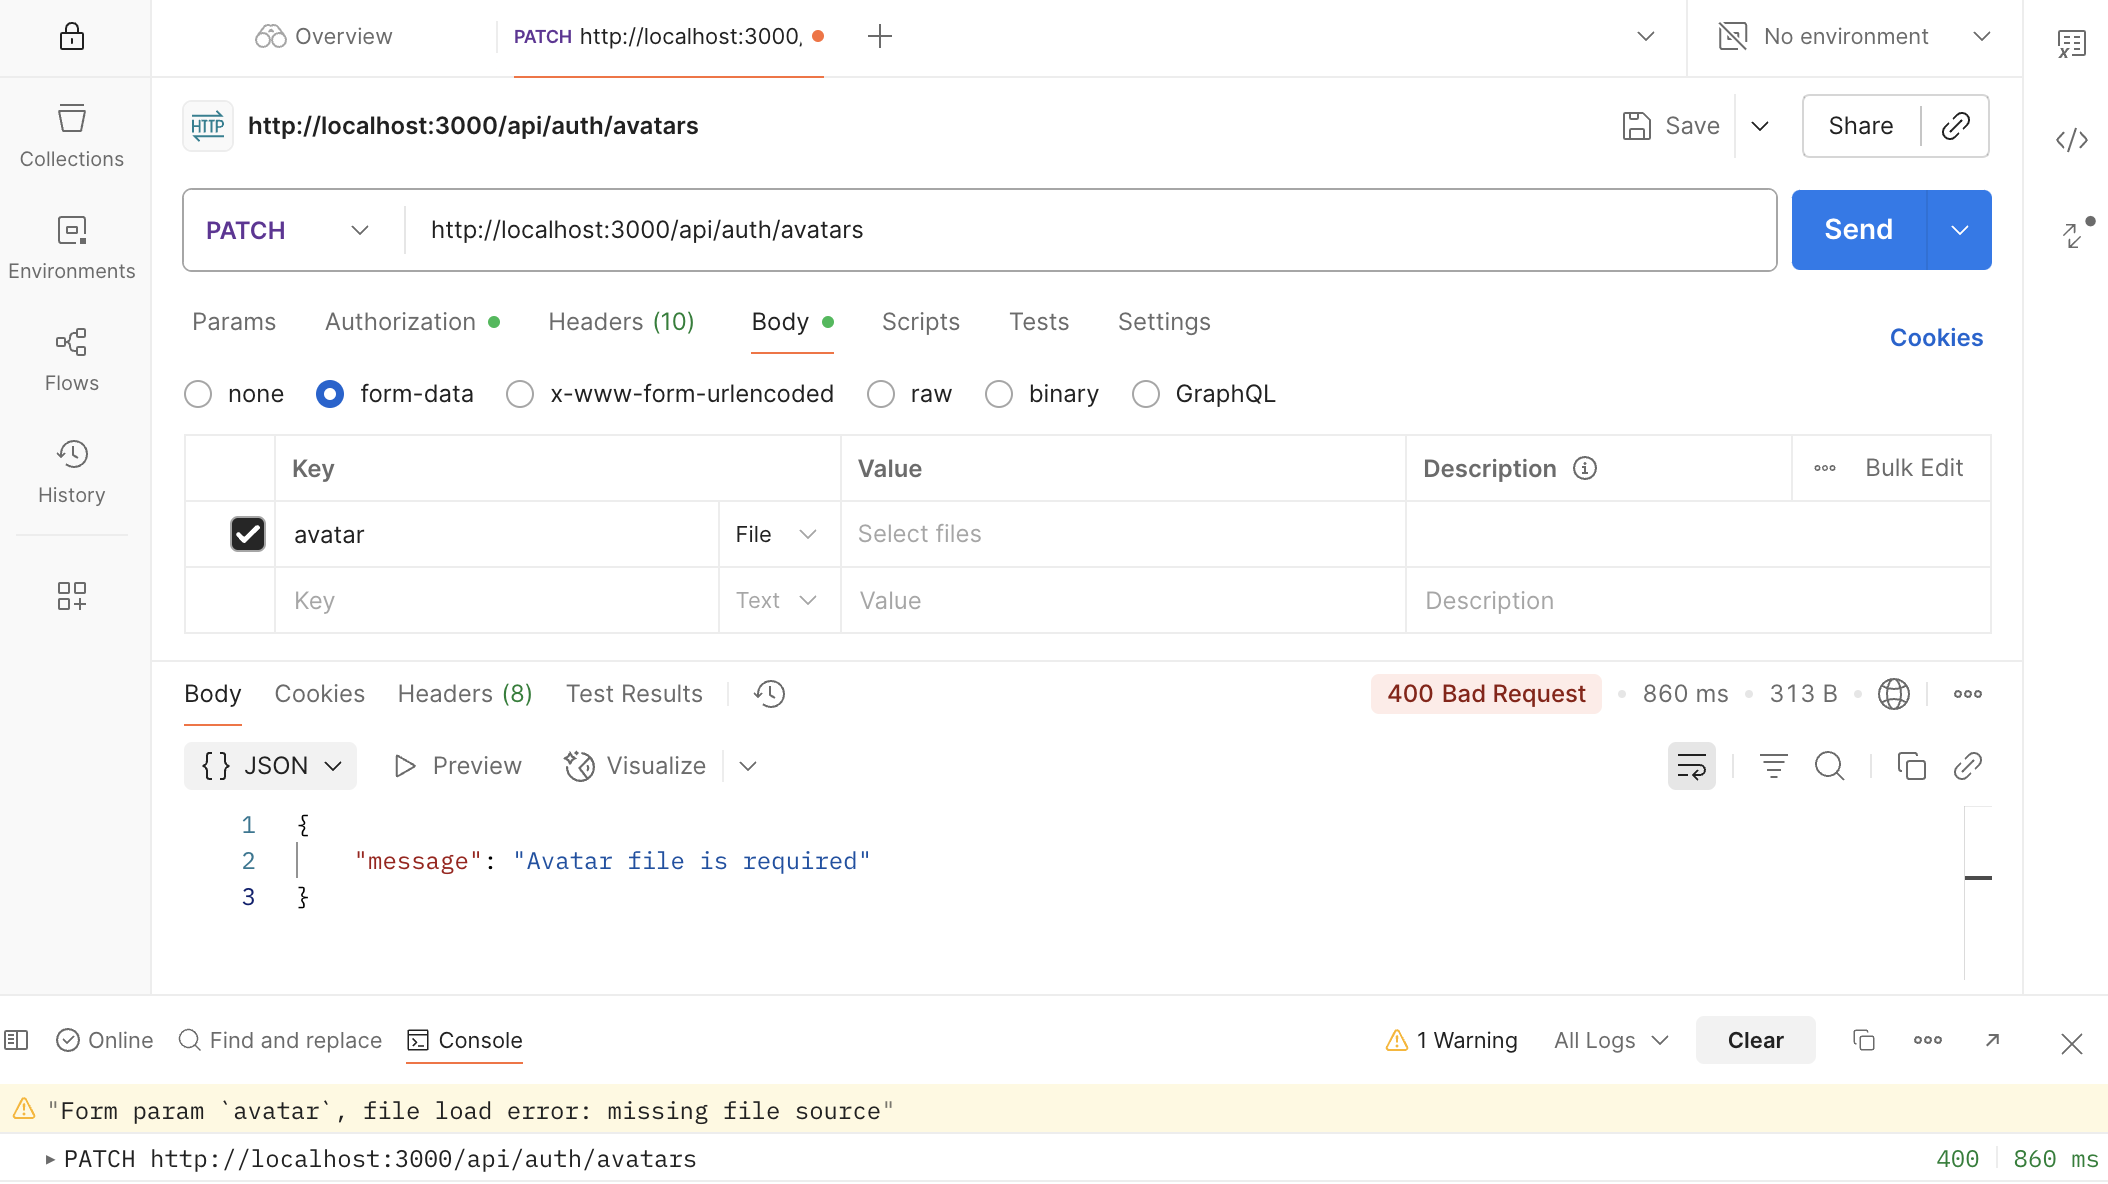 Overview
PATCH http://localhost:3000,
No environment
Collections
Environments
Flows
History
HTTP http://localhost:3000/api/auth/avatars
Save
Share
PATCH http://localhost:3000/api/auth/avatars
Send
Params Authorization Headers (10) Body Scripts Tests Settings
Cookies
none form-data x-www-form-urlencoded raw binary GraphQL
Key Value Description Bulk Edit
avatar File Select files
Key Text Value Description
Body Cookies Headers (8) Test Results
400 Bad Request 860 ms 313 B
{} JSON Preview Visualize
1 {
2 "message": "Avatar file is required"
3 }
Online Find and replace Console
1 Warning All Logs Clear
"Form param `avatar`, file load error: missing file source"
PATCH http://localhost:3000/api/auth/avatars
400 860 ms